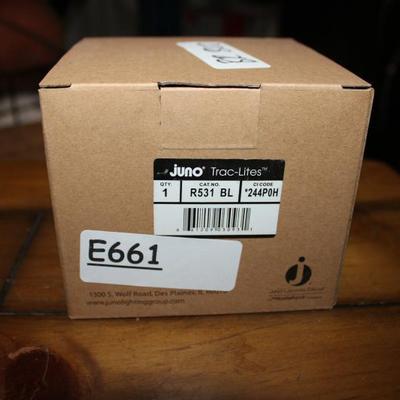 juno® Trac-Lites™
QTY. CAT.NO. CI CODE
1 R531 BL *244P0H
E661
1300 S. Wolf Road, Des Plaines, IL
www.junolightinggroup.com